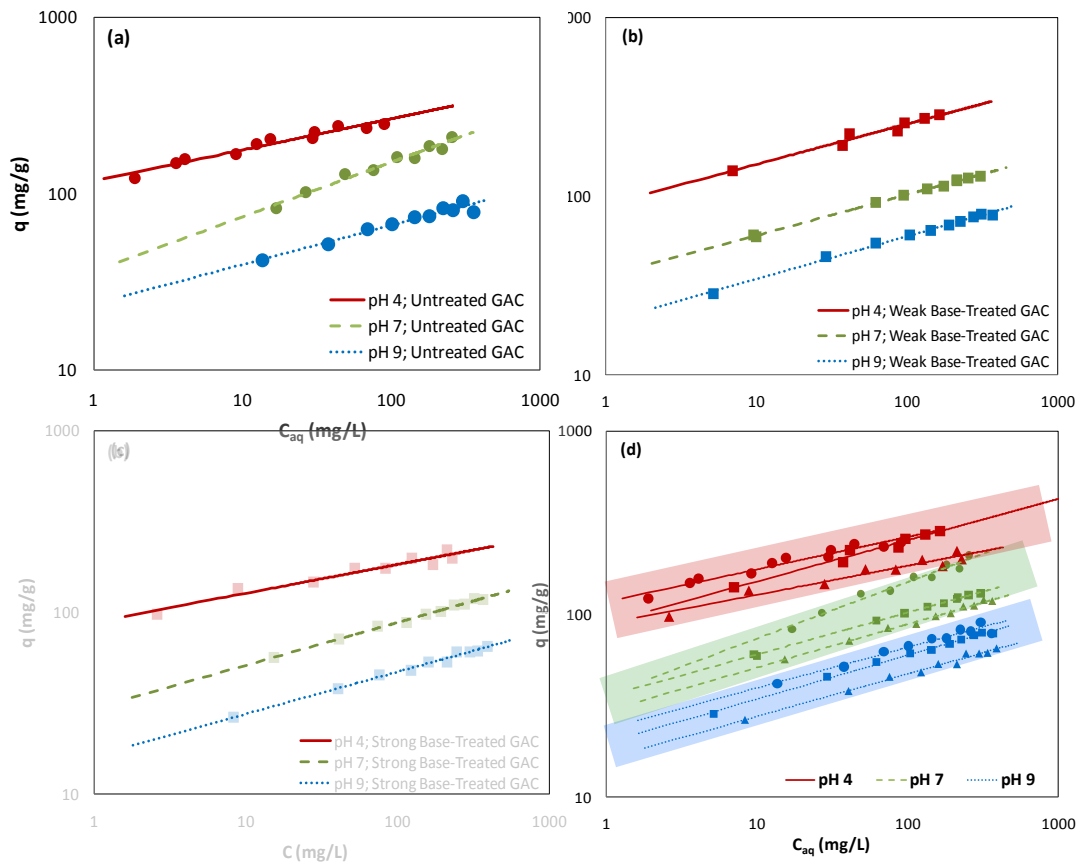 1000
(a)
100
q (mg/g)
pH 4; Untreated GAC
pH 7; Untreated GAC
pH 9; Untreated GAC
10
1 10 100 1000
C_aq (mg/L)
000
(b)
100
pH 4; Weak Base-Treated GAC
pH 7; Weak Base-Treated GAC
pH 9; Weak Base-Treated GAC
10
1 10 100 1000
1000
(c)
100
q (mg/g)
pH 4; Strong Base-Treated GAC
pH 7; Strong Base-Treated GAC
pH 9; Strong Base-Treated GAC
10
1 10 100 1000
C (mg/L)
1000
(d)
100
q (mg/g)
pH 4 pH 7 pH 9
10
1 10 100 1000
C_aq (mg/L)